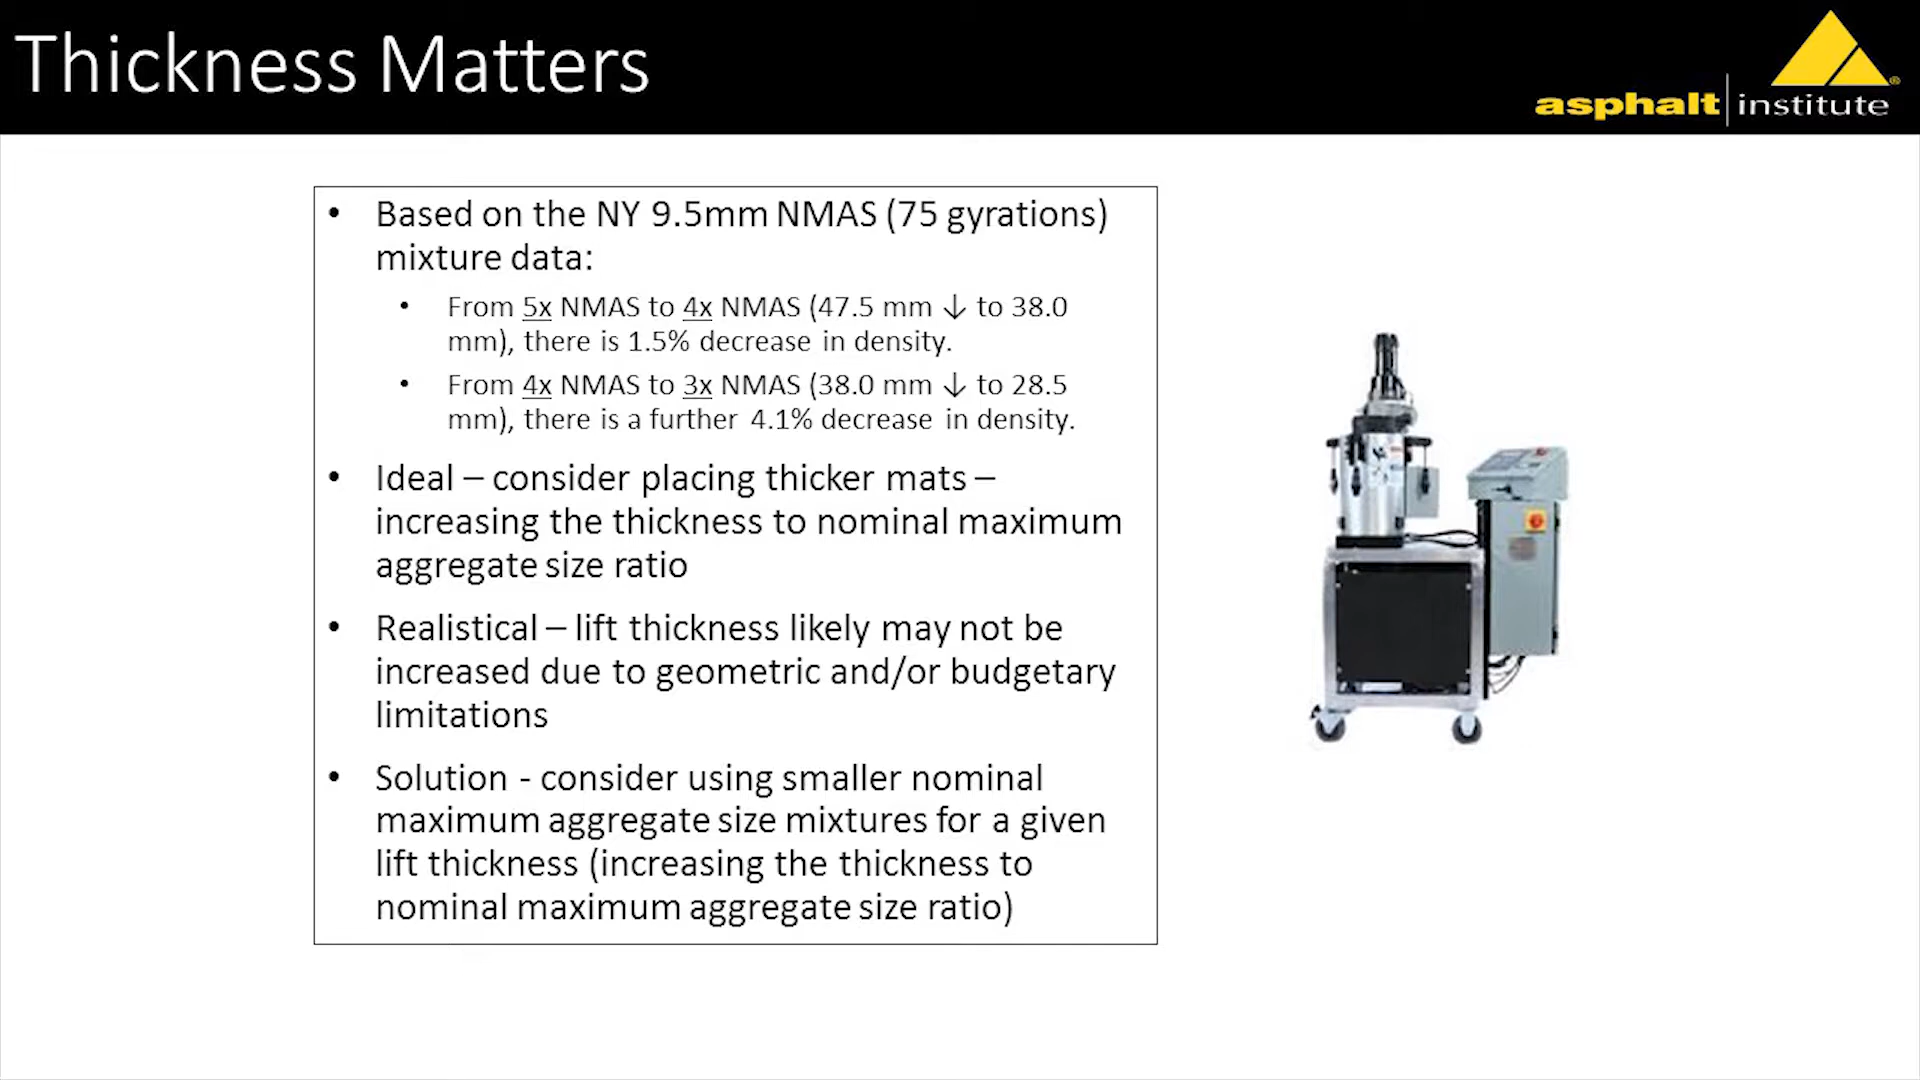 Thickness Matters
asphalt institute®
• Based on the NY 9.5mm NMAS (75 gyrations)
mixture data:
• From 5x NMAS to 4x NMAS (47.5 mm ↓ to 38.0
mm), there is 1.5% decrease in density.
• From 4x NMAS to 3x NMAS (38.0 mm ↓ to 28.5
mm), there is a further 4.1% decrease in density.
• Ideal – consider placing thicker mats –
increasing the thickness to nominal maximum
aggregate size ratio
• Realistical – lift thickness likely may not be
increased due to geometric and/or budgetary
limitations
• Solution - consider using smaller nominal
maximum aggregate size mixtures for a given
lift thickness (increasing the thickness to
nominal maximum aggregate size ratio)